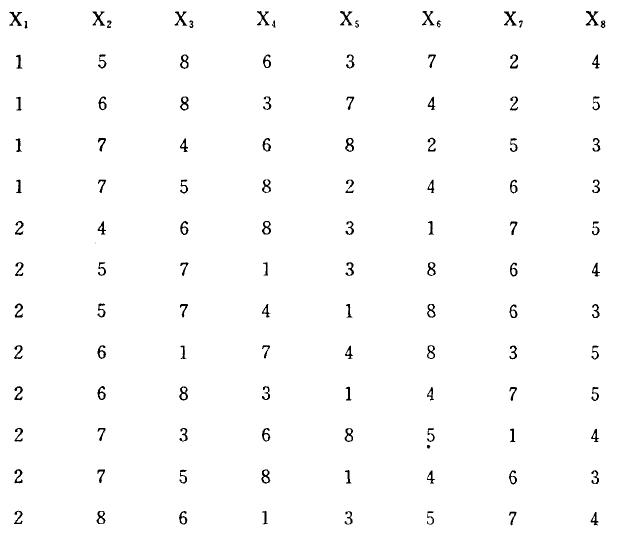 X₁ X₂ X₃ X₄ X₅ X₆ X₇ X₈
1 5 8 6 3 7 2 4
1 6 8 3 7 4 2 5
1 7 4 6 8 2 5 3
1 7 5 8 2 4 6 3
2 4 6 8 3 1 7 5
2 5 7 1 3 8 6 4
2 5 7 4 1 8 6 3
2 6 1 7 4 8 3 5
2 6 8 3 1 4 7 5
2 7 3 6 8 5 1 4
2 7 5 8 1 4 6 3
2 8 6 1 3 5 7 4